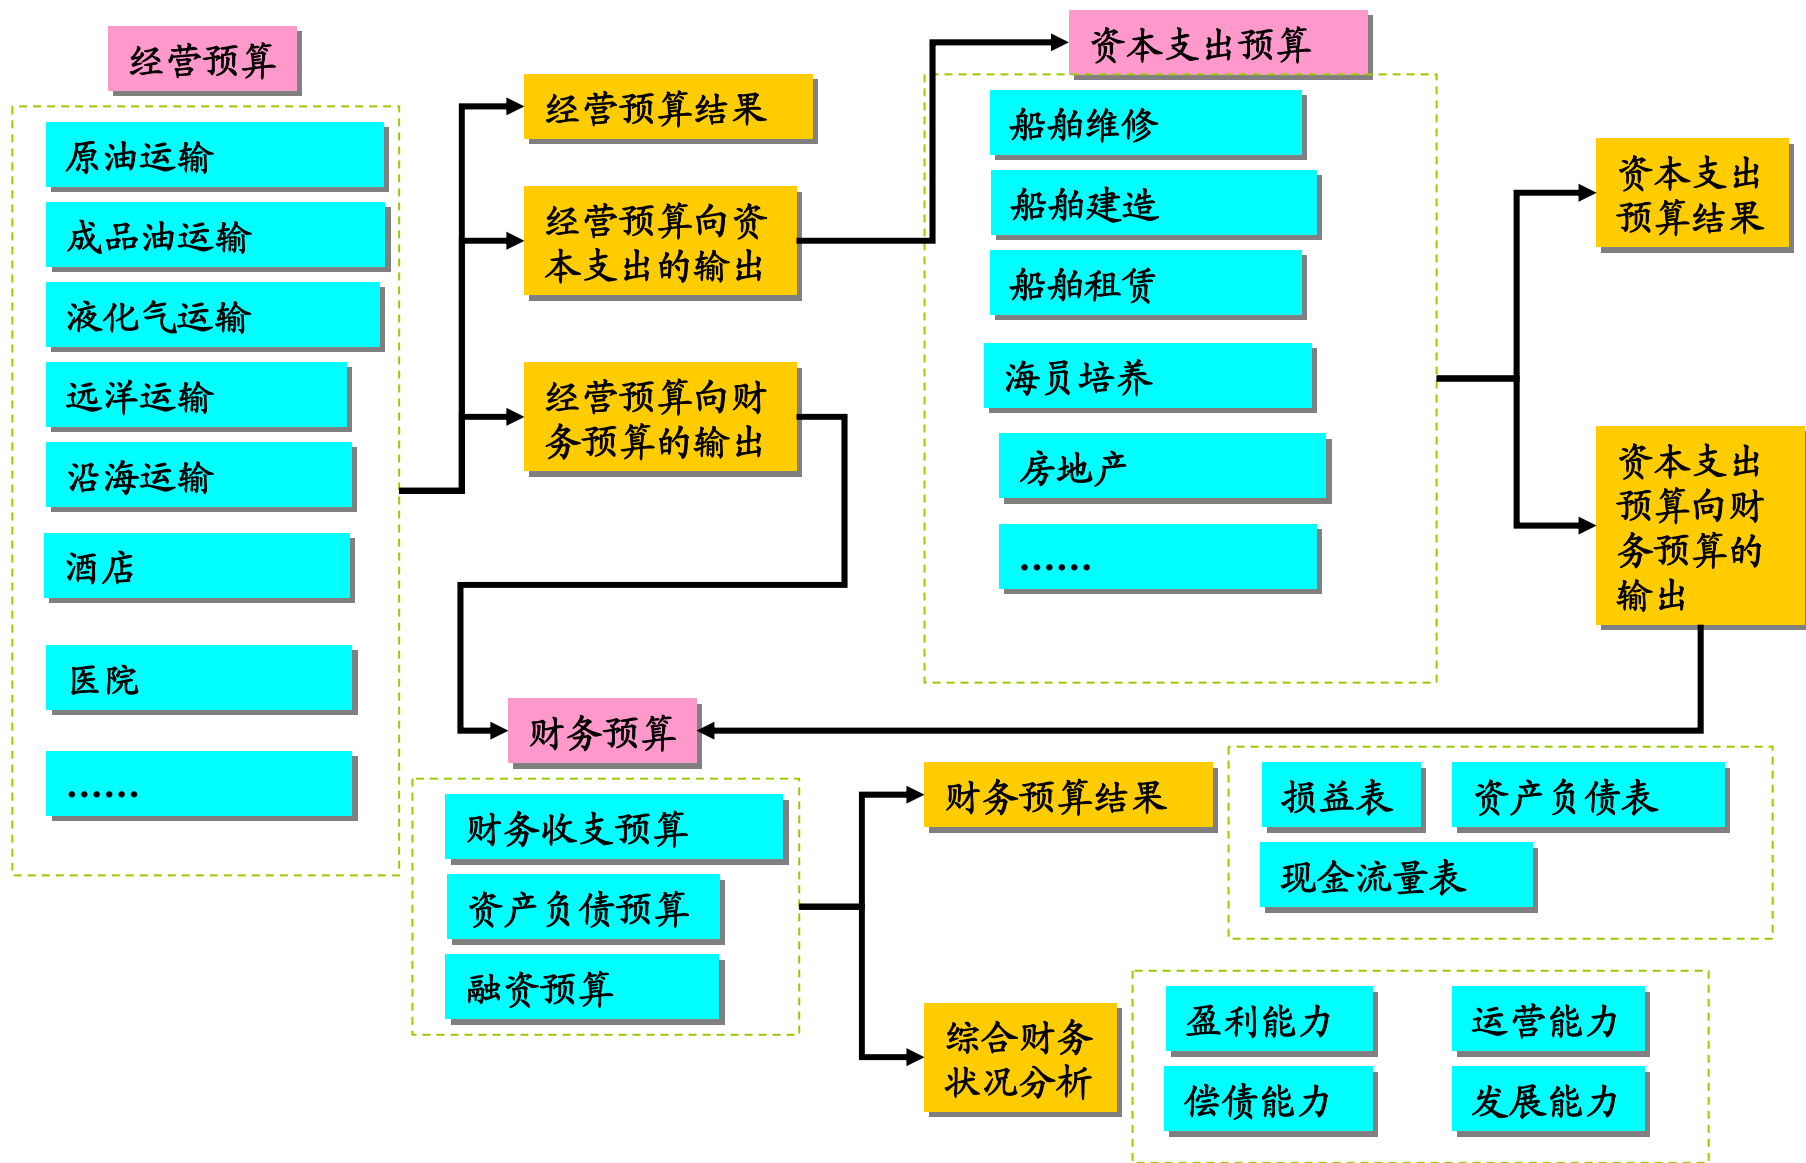 经营预算
原油运输
成品油运输
液化气运输
远洋运输
沿海运输
酒店
医院
……
经营预算结果
经营预算向资
本支出的输出
经营预算向财
务预算的输出
资本支出预算
船舶维修
船舶建造
船舶租赁
海员培养
房地产
……
资本支出
预算结果
资本支出
预算向财
务预算的
输出
财务预算
财务收支预算
资产负债预算
融资预算
财务预算结果
损益表
资产负债表
现金流量表
综合财务
状况分析
盈利能力
运营能力
偿债能力
发展能力